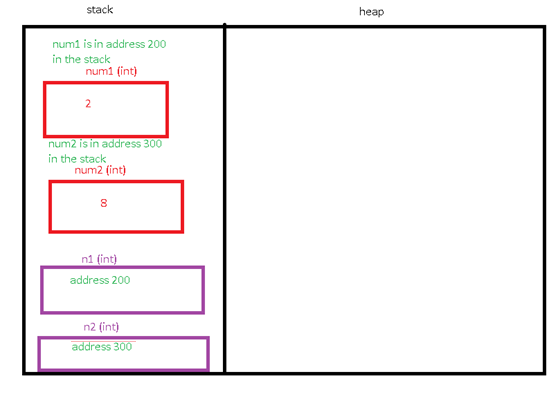 stack
heap
num1 is in address 200
in the stack
num1 (int)
2
num2 is in address 300
in the stack
num2 (int)
8
n1 (int)
address 200
n2 (int)
address 300